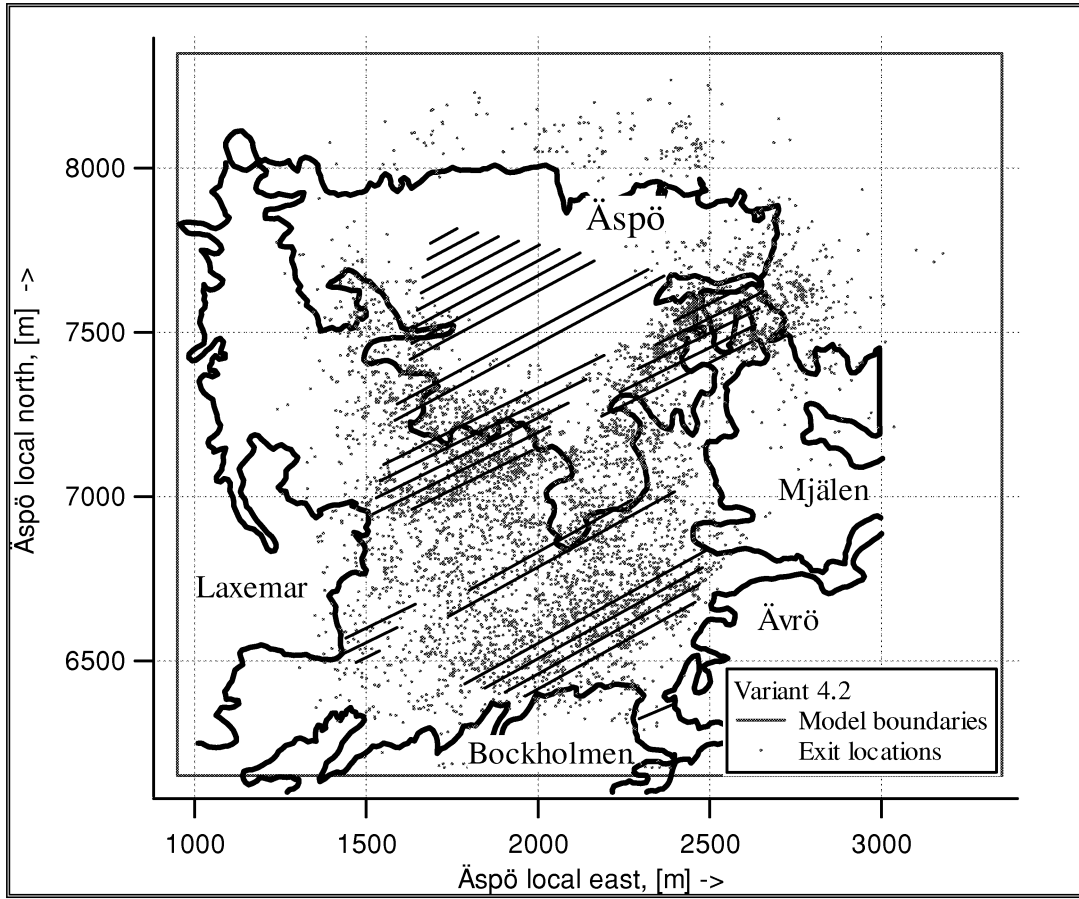 8000
7500
7000
6500
Äspö local north, [m] ->
Äspö
Mjälen
Laxemar
Ävrö
Bockholmen
Variant 4.2
Model boundaries
Exit locations
1000 1500 2000 2500 3000
Äspö local east, [m] ->